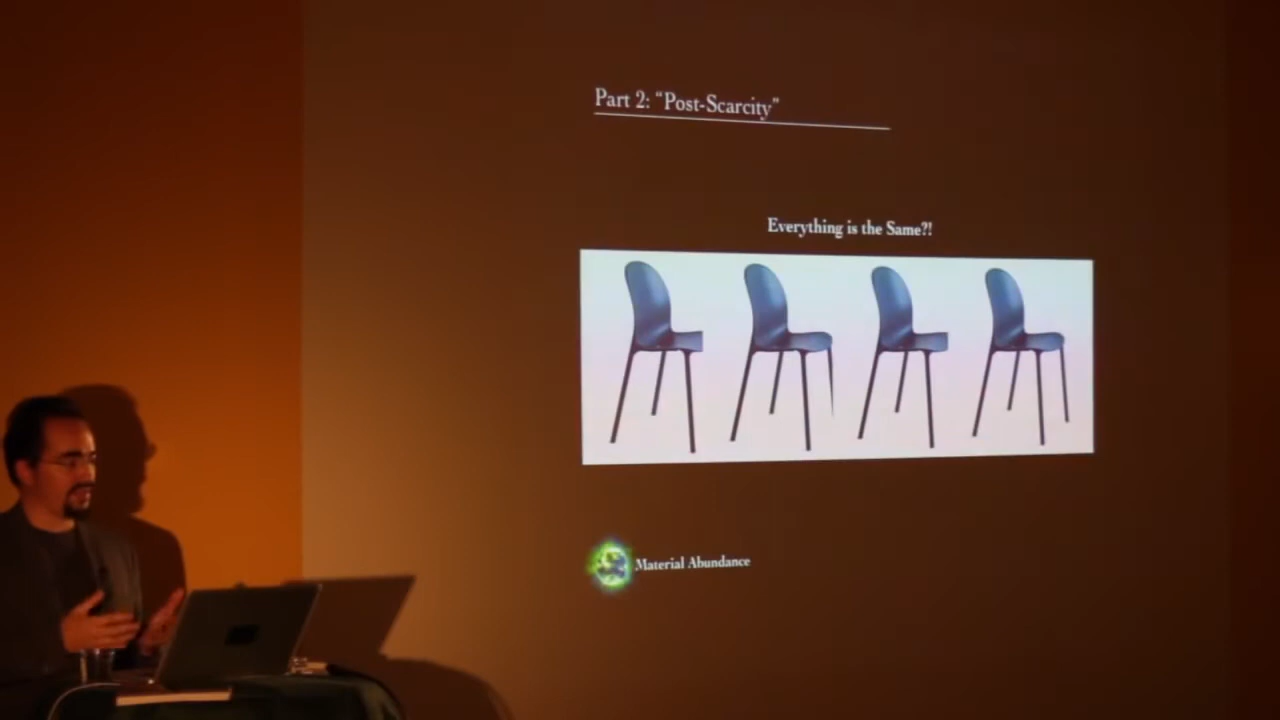 Part 2: “Post-Scarcity”
Everything is the Same?!
Material Abundance